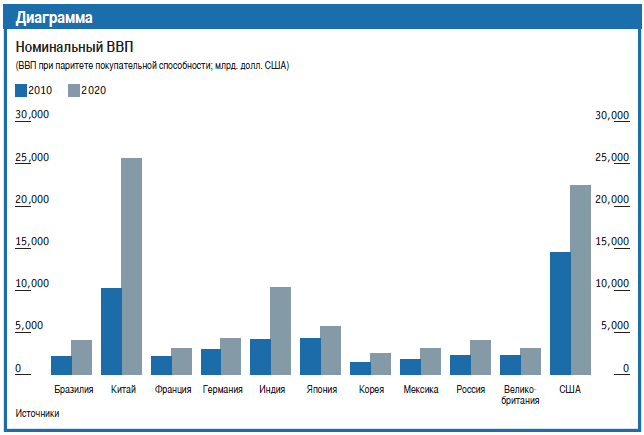 Диаграмма
Номинальный ВВП
(ВВП при паритете покупательной способности; млрд. долл. США)
2010 2020
30,000 30,000
25,000 25,000
20,000 20,000
15,000 15,000
10,000 10,000
5,000 5,000
0 0
Бразилия Китай Франция Германия Индия Япония Корея Мексика Россия Велико- США
британия
Источники